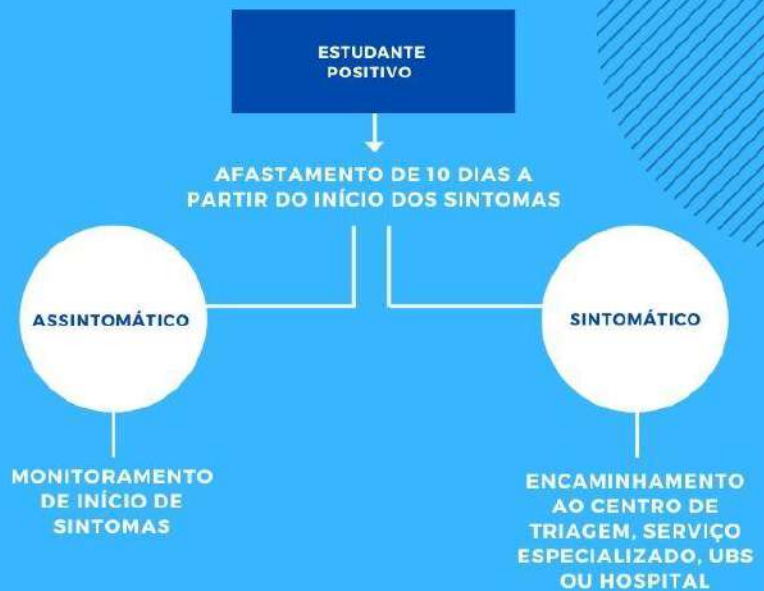 ESTUDANTE
POSITIVO
AFASTAMENTO DE 10 DIAS A
PARTIR DO INÍCIO DOS SINTOMAS
ASSINTOMÁTICO
SINTOMÁTICO
MONITORAMENTO
DE INÍCIO DE
SINTOMAS
ENCAMINHAMENTO
AO CENTRO DE
TRIAGEM, SERVIÇO
ESPECIALIZADO, UBS
OU HOSPITAL